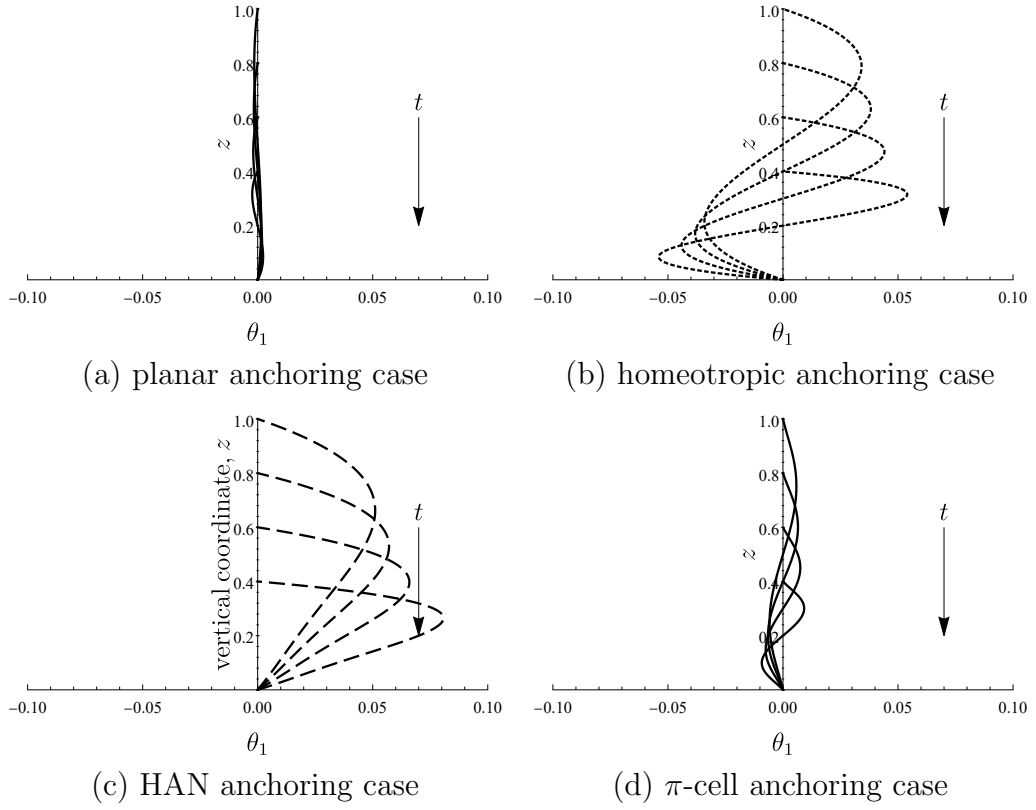 1.0
0.8
0.6
0.4
0.2
z
t
−0.10 −0.05 0.00 0.05 0.10
θ₁
(a) planar anchoring case
1.0
0.8
0.6
0.4
0.2
z
t
−0.10 −0.05 0.00 0.05 0.10
θ₁
(b) homeotropic anchoring case
1.0
0.8
0.6
0.4
0.2
vertical coordinate, z
t
−0.10 −0.05 0.00 0.05 0.10
θ₁
(c) HAN anchoring case
1.0
0.8
0.6
0.4
0.2
z
t
−0.10 −0.05 0.00 0.05 0.10
θ₁
(d) π-cell anchoring case